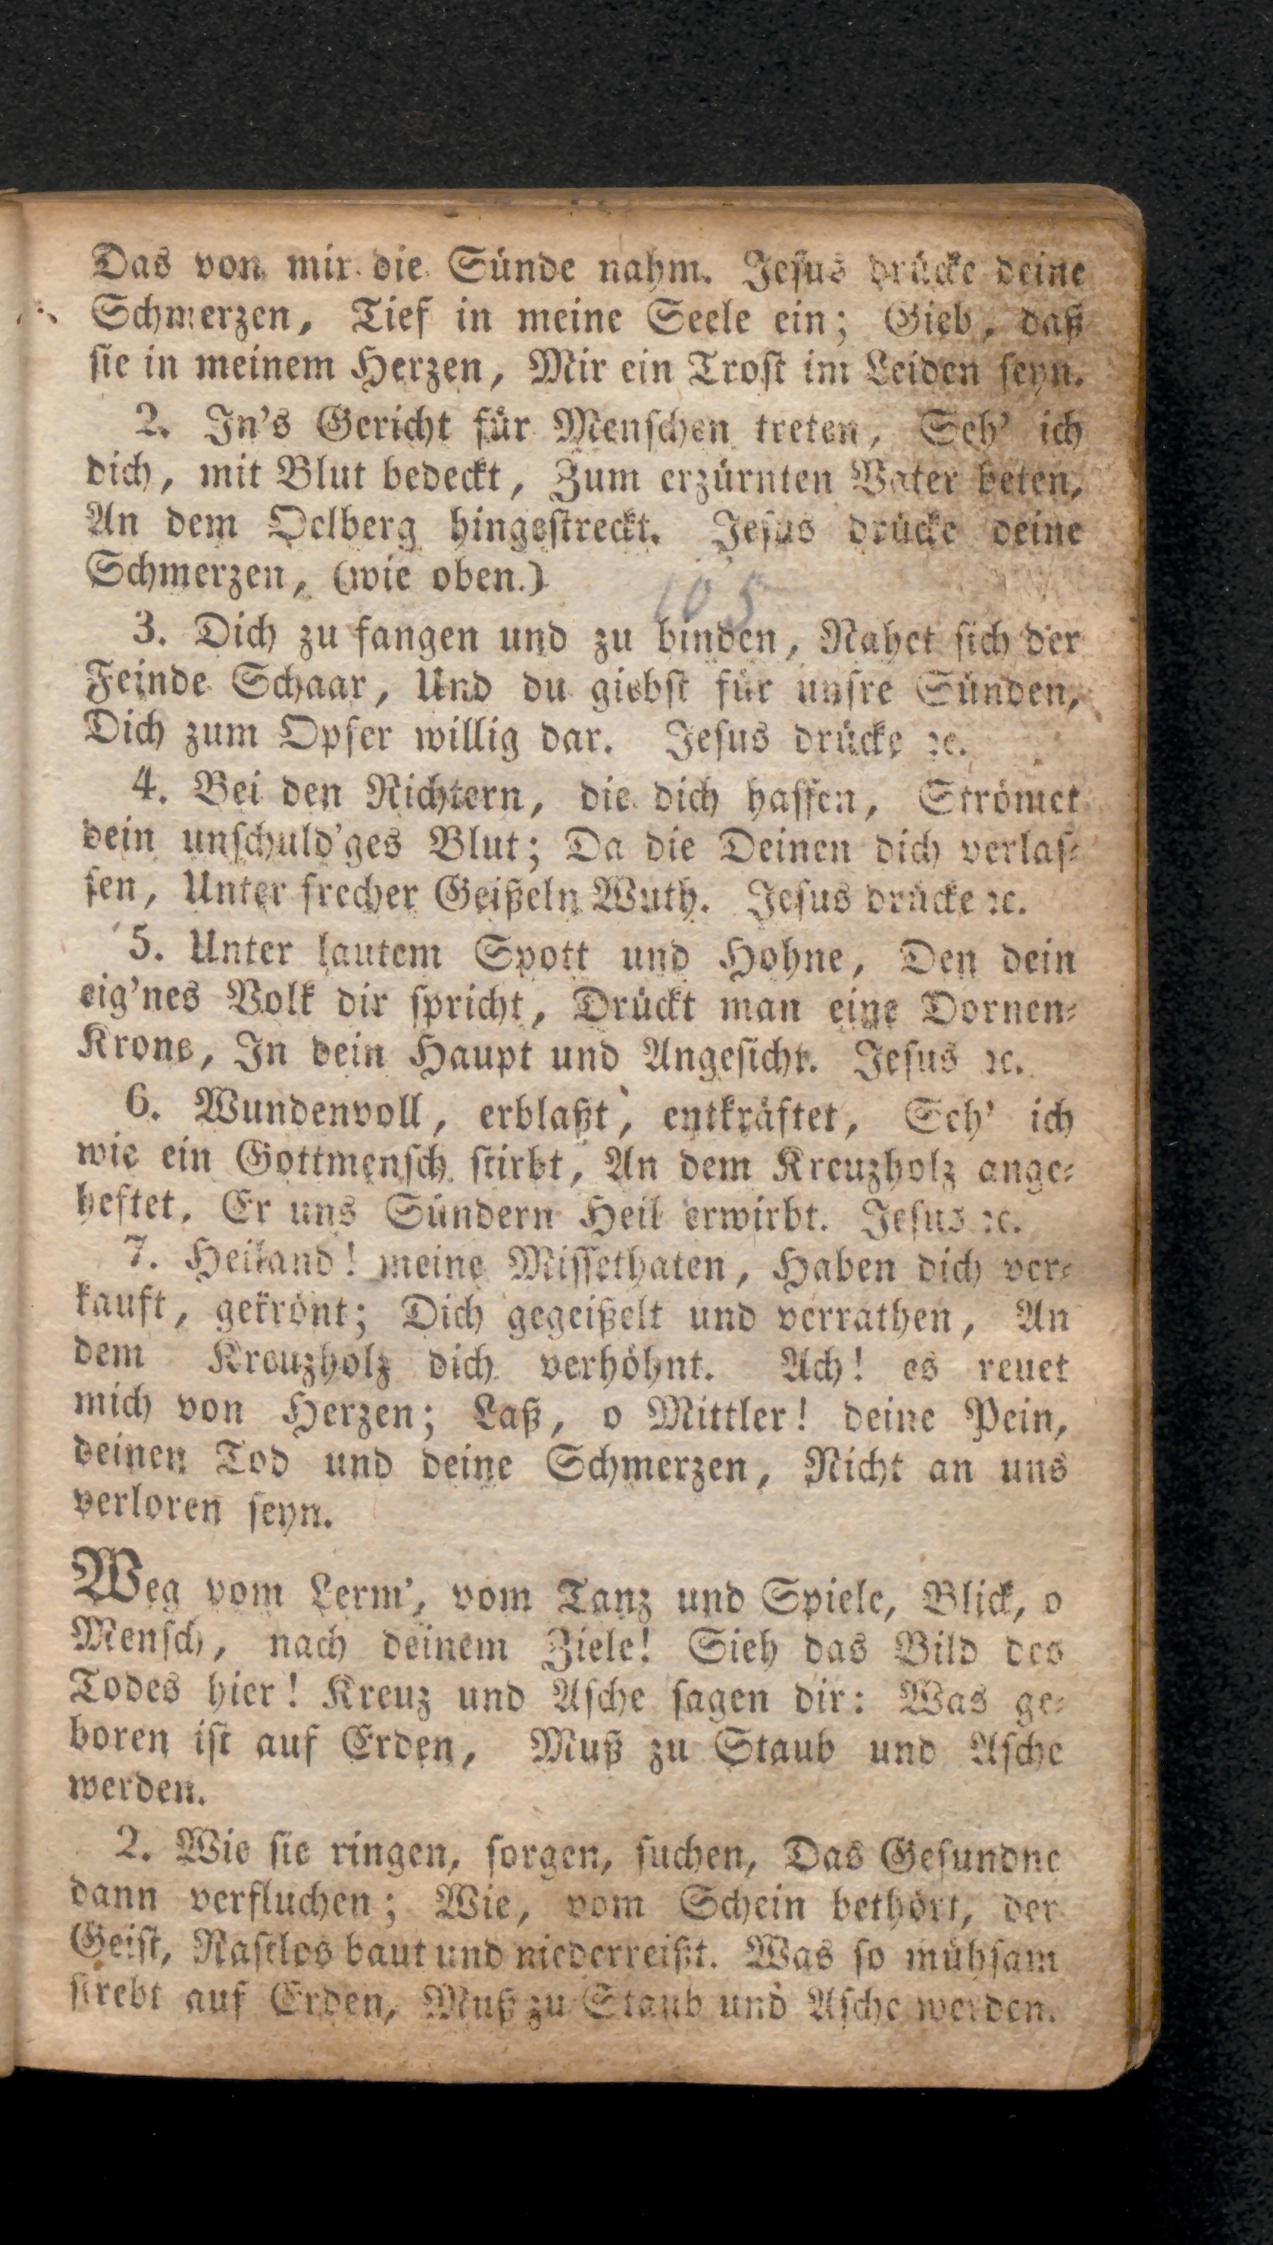 Das von mir die Sünde nahm. Jesus drücke deine
Schmerzen, Tief in meine Seele ein; Gieb, daß
sie in meinem Herzen, Mir ein Trost im Leiden seyn.
2. In's Gericht für Menschen treten, Seh' ich
dich, mit Blut bedeckt, Zum erzürnten Vater beten,
An dem Oelberg hingestreckt. Jesus drücke deine
Schmerzen, (wie oben.)
105
3. Dich zu fangen und zu binden, Nahet sich der
Feinde Schaar, Und du giebst für unsre Sünden,
Dich zum Opfer willig dar. Jesus drücke ꝛc.
4. Bei den Richtern, die dich hassen, Strömet
dein unschuld'ges Blut; Da die Deinen dich verlas-
sen, Unter frecher Geißeln Wuth. Jesus drücke ꝛc.
5. Unter lautem Spott und Hohne, Den dein
eig'nes Volk dir spricht, Drückt man eine Dornen-
Krone, In dein Haupt und Angesicht. Jesus ꝛc.
6. Wundenvoll, erblaßt, entkräftet, Seh' ich
wie ein Gottmensch stirbt, An dem Kreuzholz ange-
heftet, Er uns Sündern Heil erwirbt. Jesus ꝛc.
7. Heiland! meine Missethaten, Haben dich ver-
kauft, gekrönt; Dich gegeißelt und verrathen, An
dem Kreuzholz dich verhöhnt. Ach! es reuet
mich von Herzen; Laß, o Mittler! deine Pein,
deinen Tod und deine Schmerzen, Nicht an uns
verloren seyn.
Weg vom Lerm', vom Tanz und Spiele, Blick, o
Mensch, nach deinem Ziele! Sieh das Bild des
Todes hier! Kreuz und Asche sagen dir: Was ge-
boren ist auf Erden, Muß zu Staub und Asche
werden.
2. Wie sie ringen, sorgen, suchen, Das Gefundne
dann verfluchen; Wie, vom Schein bethört, der
Geist, Rastlos baut und niederreißt. Was so mühsam
strebt auf Erden, Muß zu Staub und Asche werden.